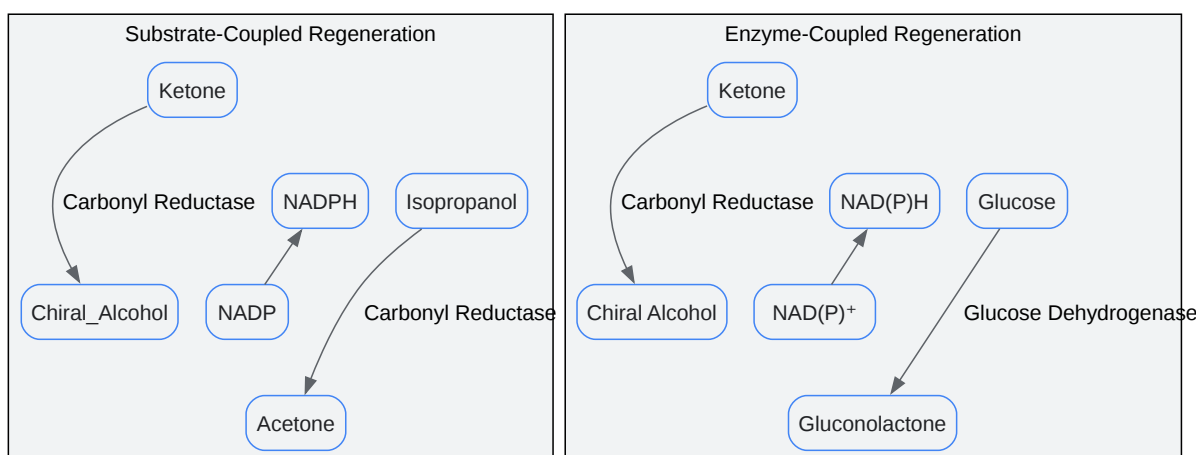 Substrate-Coupled Regeneration
Ketone
Carbonyl Reductase
NADPH
Isopropanol
Chiral_Alcohol
NADP
Carbonyl Reductase
Acetone
Enzyme-Coupled Regeneration
Ketone
Carbonyl Reductase
NAD(P)H
Glucose
Chiral Alcohol
NAD(P)⁺
Glucose Dehydrogenase
Gluconolactone